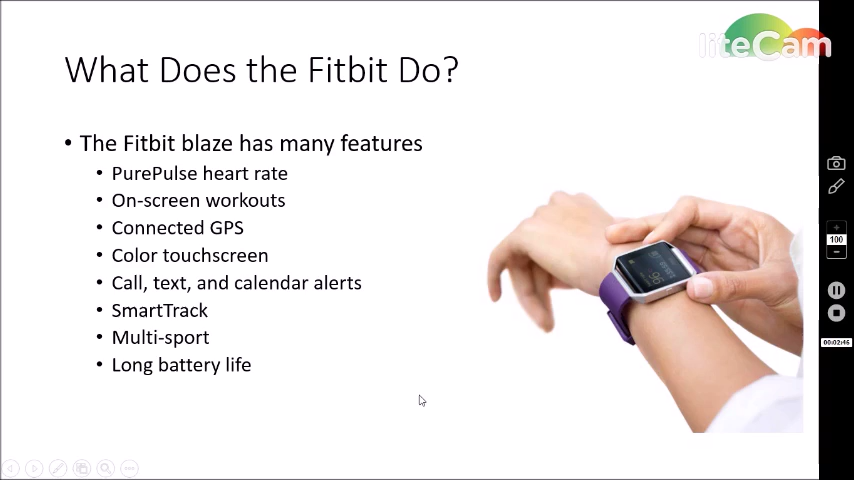 liteCam
What Does the Fitbit Do?
• The Fitbit blaze has many features
• PurePulse heart rate
• On-screen workouts
• Connected GPS
• Color touchscreen
• Call, text, and calendar alerts
• SmartTrack
• Multi-sport
• Long battery life
100
00:02:46